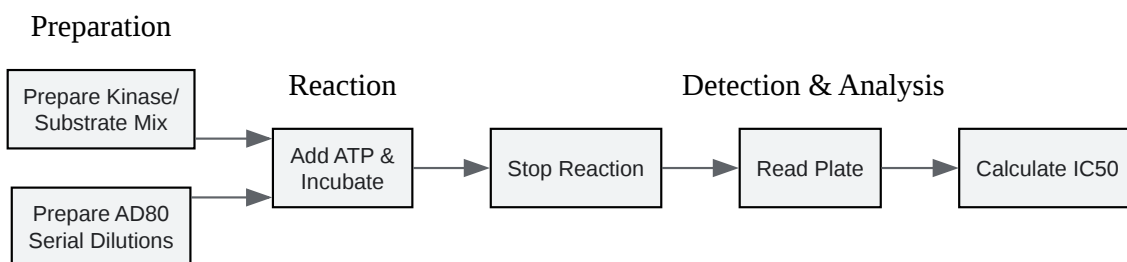 Preparation
Prepare Kinase/
Substrate Mix
Prepare AD80
Serial Dilutions
Reaction
Add ATP &
Incubate
Detection & Analysis
Stop Reaction
Read Plate
Calculate IC50